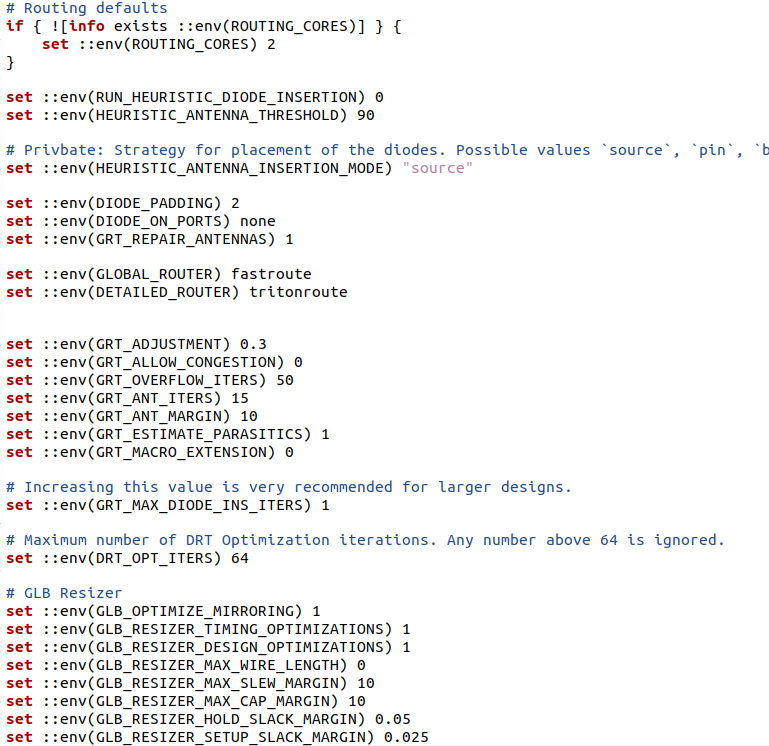 # Routing defaults
if { ![info exists ::env(ROUTING_CORES)] } {
    set ::env(ROUTING_CORES) 2
}

set ::env(RUN_HEURISTIC_DIODE_INSERTION) 0
set ::env(HEURISTIC_ANTENNA_THRESHOLD) 90

# Privbate: Strategy for placement of the diodes. Possible values `source`, `pin`, `b
set ::env(HEURISTIC_ANTENNA_INSERTION_MODE) "source"

set ::env(DIODE_PADDING) 2
set ::env(DIODE_ON_PORTS) none
set ::env(GRT_REPAIR_ANTENNAS) 1

set ::env(GLOBAL_ROUTER) fastroute
set ::env(DETAILED_ROUTER) tritonroute


set ::env(GRT_ADJUSTMENT) 0.3
set ::env(GRT_ALLOW_CONGESTION) 0
set ::env(GRT_OVERFLOW_ITERS) 50
set ::env(GRT_ANT_ITERS) 15
set ::env(GRT_ANT_MARGIN) 10
set ::env(GRT_ESTIMATE_PARASITICS) 1
set ::env(GRT_MACRO_EXTENSION) 0

# Increasing this value is very recommended for larger designs.
set ::env(GRT_MAX_DIODE_INS_ITERS) 1

# Maximum number of DRT Optimization iterations. Any number above 64 is ignored.
set ::env(DRT_OPT_ITERS) 64

# GLB Resizer
set ::env(GLB_OPTIMIZE_MIRRORING) 1
set ::env(GLB_RESIZER_TIMING_OPTIMIZATIONS) 1
set ::env(GLB_RESIZER_DESIGN_OPTIMIZATIONS) 1
set ::env(GLB_RESIZER_MAX_WIRE_LENGTH) 0
set ::env(GLB_RESIZER_MAX_SLEW_MARGIN) 10
set ::env(GLB_RESIZER_MAX_CAP_MARGIN) 10
set ::env(GLB_RESIZER_HOLD_SLACK_MARGIN) 0.05
set ::env(GLB_RESIZER_SETUP_SLACK_MARGIN) 0.025